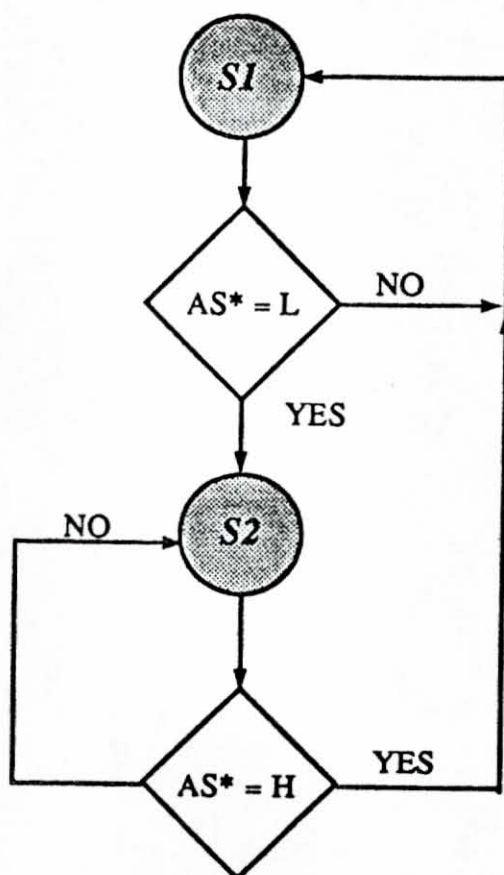 S1
AS* = L
NO
YES
NO
S2
AS* = H
YES